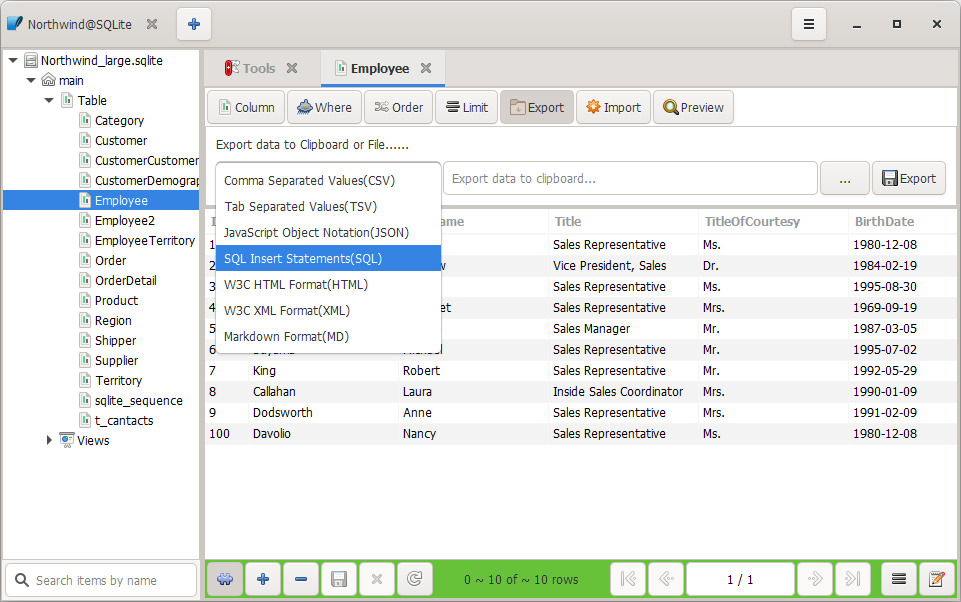 Northwind@SQLite
Northwind_large.sqlite
main
Table
Category
Customer
CustomerCustomer
CustomerDemograp
Employee
Employee2
EmployeeTerritory
Order
OrderDetail
Product
Region
Shipper
Supplier
Territory
sqlite_sequence
t_cantacts
Views
Search items by name
Tools Employee
Column Where Order Limit Export Import Preview
Export data to Clipboard or File......
Comma Separated Values(CSV)
Tab Separated Values(TSV)
JavaScript Object Notation(JSON)
SQL Insert Statements(SQL)
W3C HTML Format(HTML)
W3C XML Format(XML)
Markdown Format(MD)
Export data to clipboard... ... Export
Title TitleOfCourtesy BirthDate
1 Sales Representative Ms. 1980-12-08
2 Vice President, Sales Dr. 1984-02-19
3 Sales Representative Ms. 1995-08-30
4 Sales Representative Mrs. 1969-09-19
5 Sales Manager Mr. 1987-03-05
6 Sales Representative Mr. 1995-07-02
7 King Robert Sales Representative Mr. 1992-05-29
8 Callahan Laura Inside Sales Coordinator Mrs. 1990-01-09
9 Dodsworth Anne Sales Representative Mrs. 1991-02-09
100 Davolio Nancy Sales Representative Ms. 1980-12-08
0 ~ 10 of ~ 10 rows 1 / 1